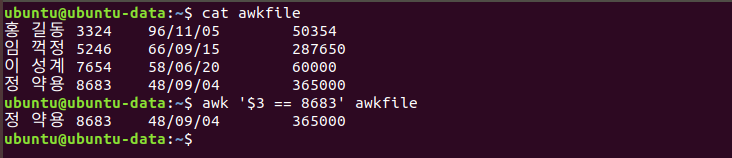 ubuntu@ubuntu-data:~$ cat awkfile
홍 길동 3324 96/11/05 50354
임 꺽정 5246 66/09/15 287650
이 성계 7654 58/06/20 60000
정 약용 8683 48/09/04 365000
ubuntu@ubuntu-data:~$ awk '$3 == 8683' awkfile
정 약용 8683 48/09/04 365000
ubuntu@ubuntu-data:~$